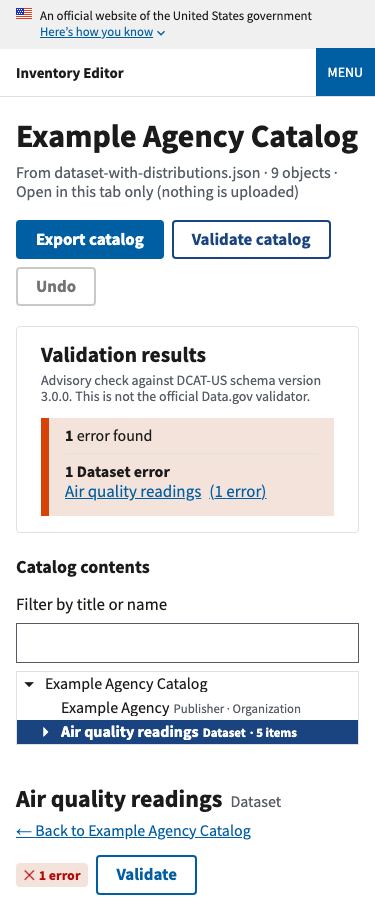 An official website of the United States government
Here's how you know
Inventory Editor
MENU
Example Agency Catalog
From dataset-with-distributions.json · 9 objects ·
Open in this tab only (nothing is uploaded)
Export catalog
Validate catalog
Undo
Validation results
Advisory check against DCAT-US schema version
3.0.0. This is not the official Data.gov validator.
1 error found
1 Dataset error
Air quality readings (1 error)
Catalog contents
Filter by title or name
Example Agency Catalog
Example Agency Publisher · Organization
Air quality readings Dataset · 5 items
Air quality readings Dataset
← Back to Example Agency Catalog
1 error
Validate